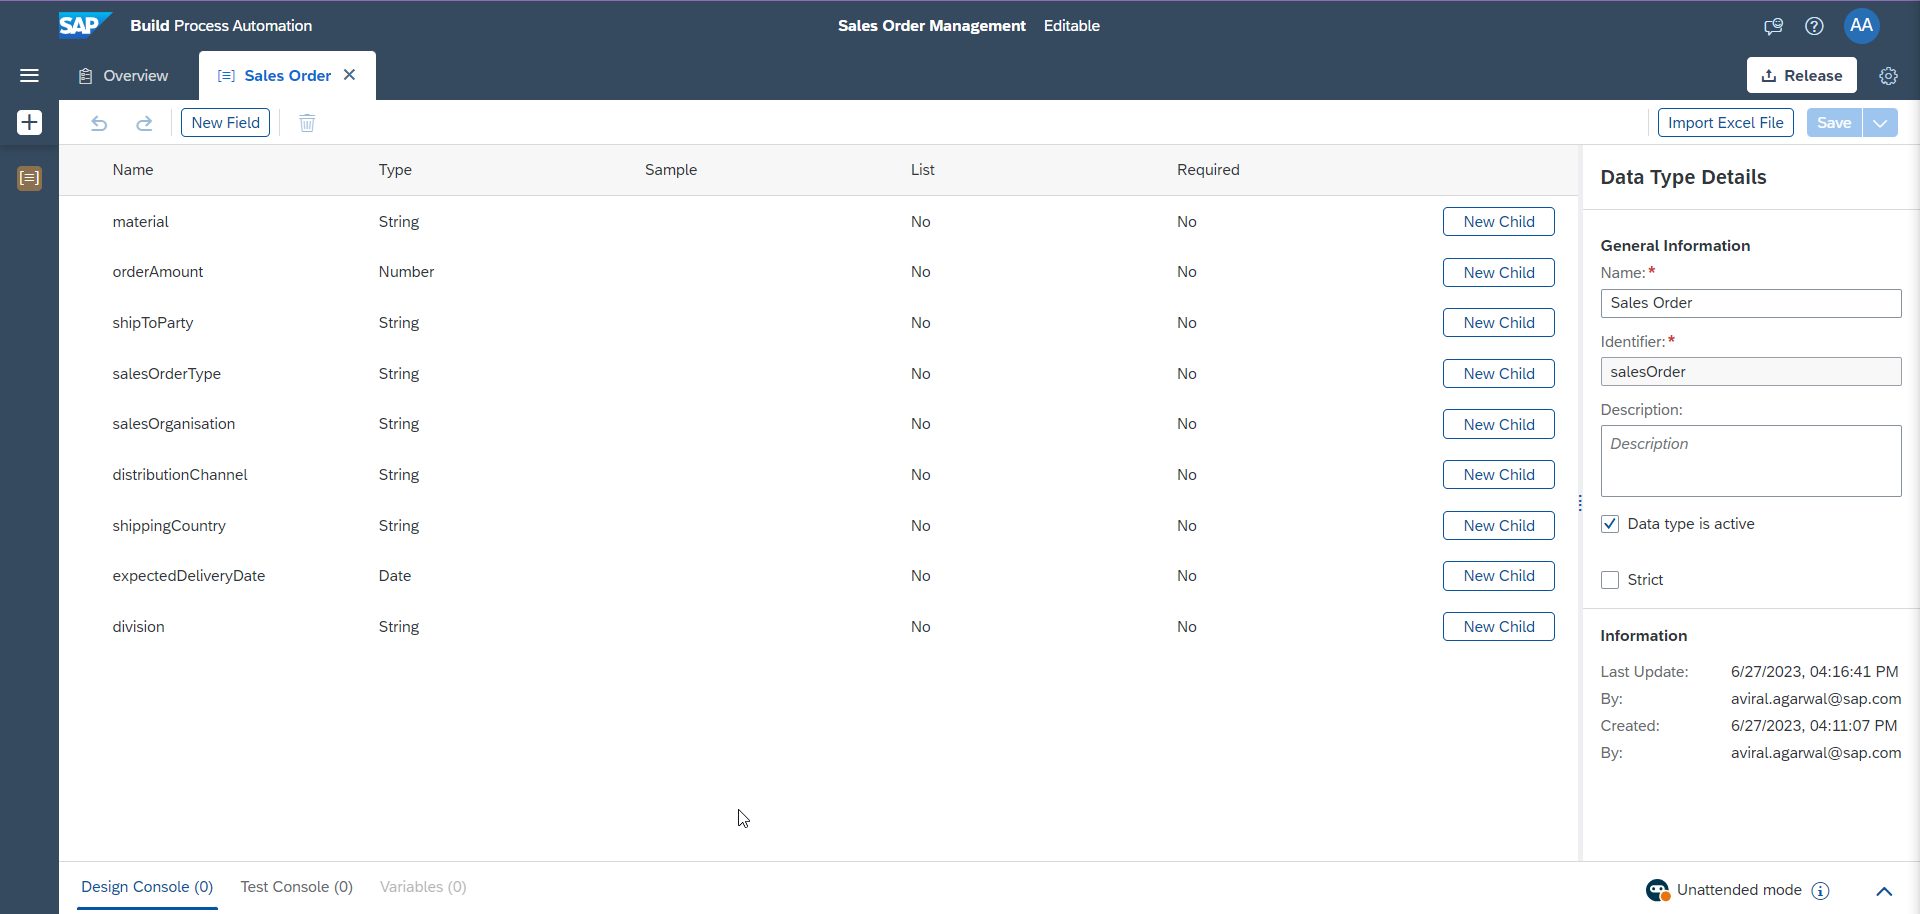 SAP Build Process Automation Sales Order Management Editable AA
Overview Sales Order Release
New Field Import Excel File Save
Name Type Sample List Required
material String No No New Child
orderAmount Number No No New Child
shipToParty String No No New Child
salesOrderType String No No New Child
salesOrganisation String No No New Child
distributionChannel String No No New Child
shippingCountry String No No New Child
expectedDeliveryDate Date No No New Child
division String No No New Child
Data Type Details
General Information
Name:*
Sales Order
Identifier:*
salesOrder
Description:
Description
Data type is active
Strict
Information
Last Update: 6/27/2023, 04:16:41 PM
By: aviral.agarwal@sap.com
Created: 6/27/2023, 04:11:07 PM
By: aviral.agarwal@sap.com
Design Console (0) Test Console (0) Variables (0) Unattended mode